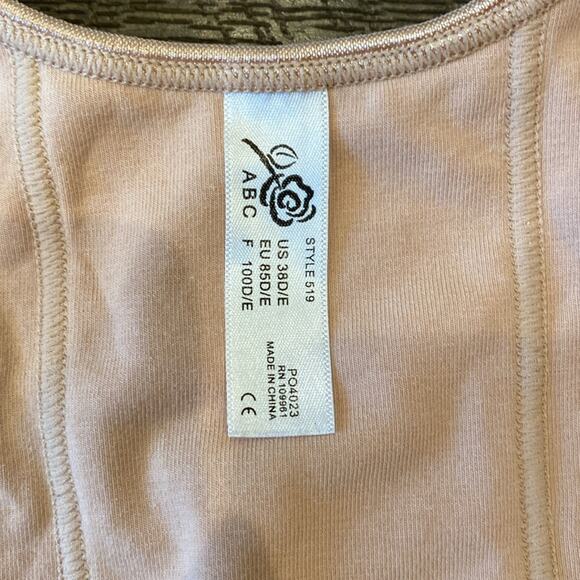 ABC
STYLE 519
US 38D/E
EU 85D/E
F 100D/E
PO4023
RN 109961
MADE IN CHINA
CE